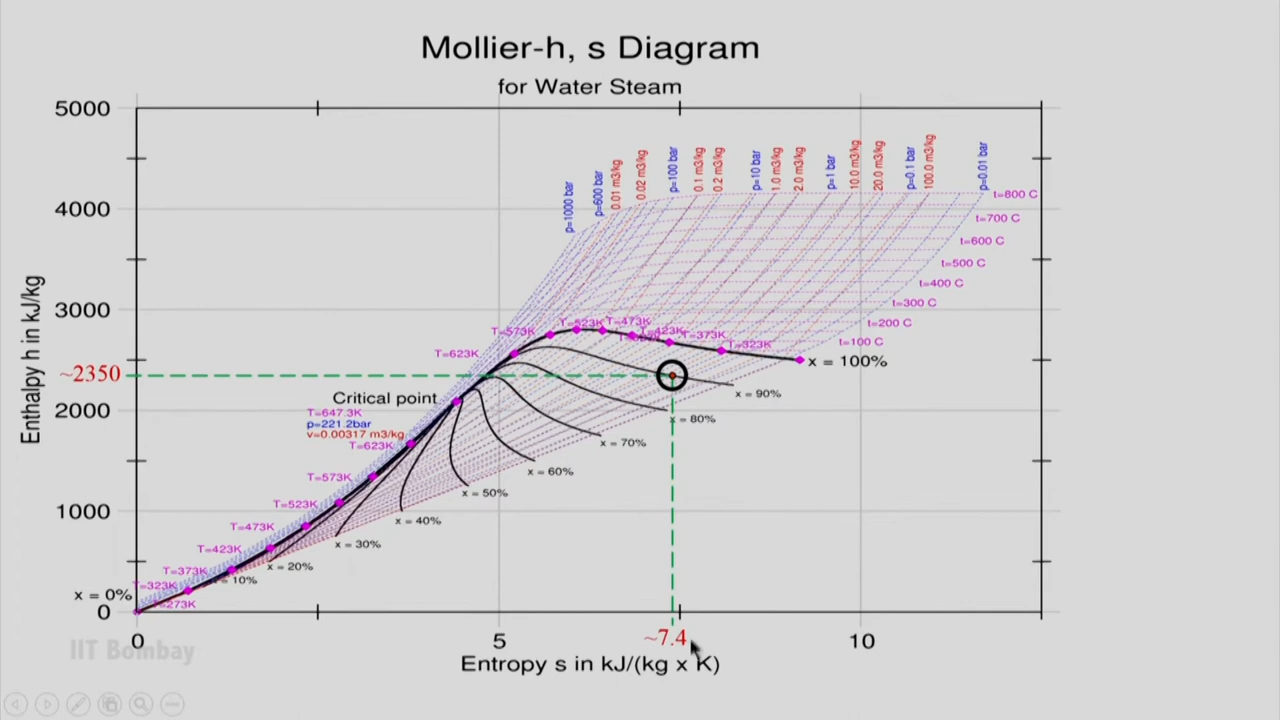 Mollier-h, s Diagram
for Water Steam
5000
4000
3000
2000
1000
0
Enthalpy h in kJ/kg
~2350
p=1000 bar
p=600 bar
0.01 m3/kg
0.02 m3/kg
p=100 bar
0.1 m3/kg
0.2 m3/kg
p=10 bar
1.0 m3/kg
2.0 m3/kg
p=1 bar
10.0 m3/kg
20.0 m3/kg
p=0.1 bar
100.0 m3/kg
p=0.01 bar
t=800 C
t=700 C
t=600 C
t=500 C
t=400 C
t=300 C
t=200 C
t=100 C
T=623K
T=573K
T=523K
T=473K
T=423K
T=373K
T=323K
x = 100%
x = 90%
x = 80%
x = 70%
x = 60%
x = 50%
x = 40%
x = 30%
x = 20%
= 10%
x = 0%
Critical point
T=647.3K
p=221.2bar
v=0.00317 m3/kg
T=623K
T=573K
T=523K
T=473K
T=423K
T=373K
T=323K
=273K
0
5
~7.4
10
Entropy s in kJ/(kg x K)
IIT Bombay